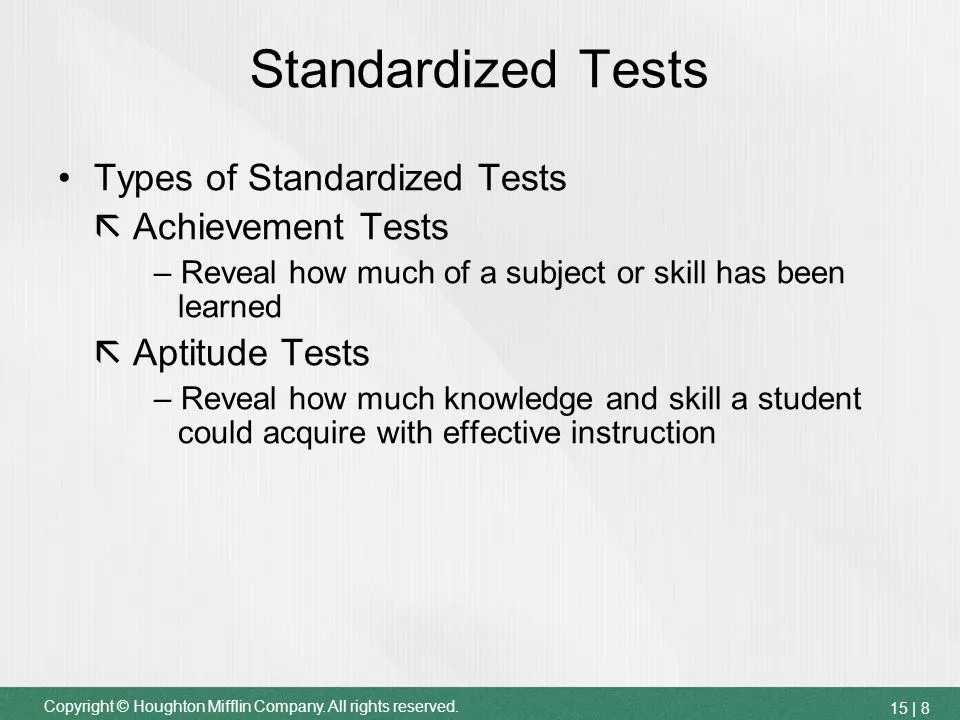 Standardized Tests
• Types of Standardized Tests
ã Achievement Tests
– Reveal how much of a subject or skill has been
learned
ã Aptitude Tests
– Reveal how much knowledge and skill a student
could acquire with effective instruction
Copyright © Houghton Mifflin Company. All rights reserved.
15 | 8